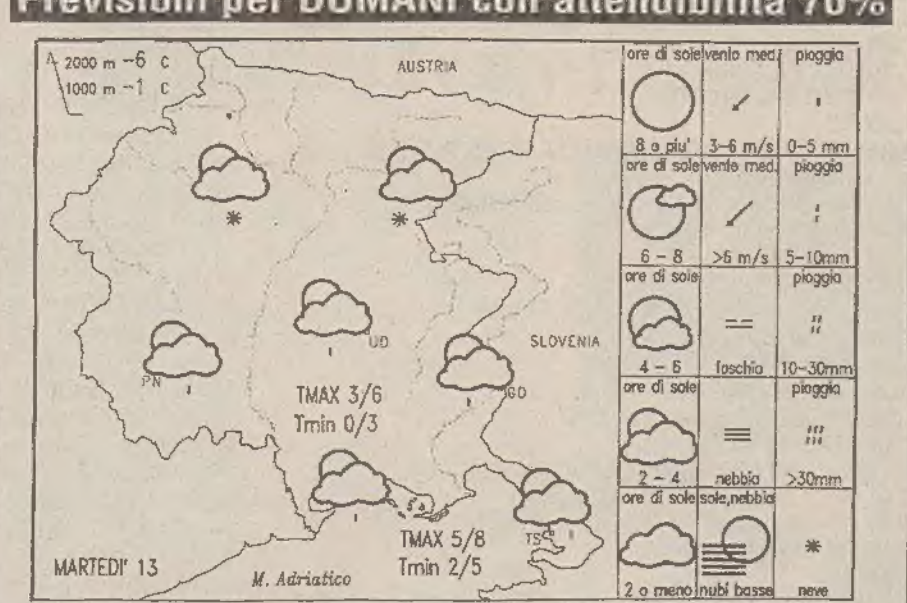 Previsioni per DOMANI con attendibilità 70%
2000 m -6 C
1000 m -1 C
AUSTRIA
UD
PN
SLOVENIA
GO
TMAX 3/6
Tmin 0/3
TS
TMAX 5/8
Tmin 2/5
MARTEDI' 13
M. Adriatico
ore di sole vento med. pioggia
8 o piu' 3-6 m/s 0-5 mm
ore di sole vento med. pioggia
6 - 8 >6 m/s 5-10mm
ore di sole pioggia
4 - 6 foschia 10-30mm
ore di sole pioggia
2 - 4 nebbia >30mm
ore di sole sole,nebbia
2 o meno nubi basse neve